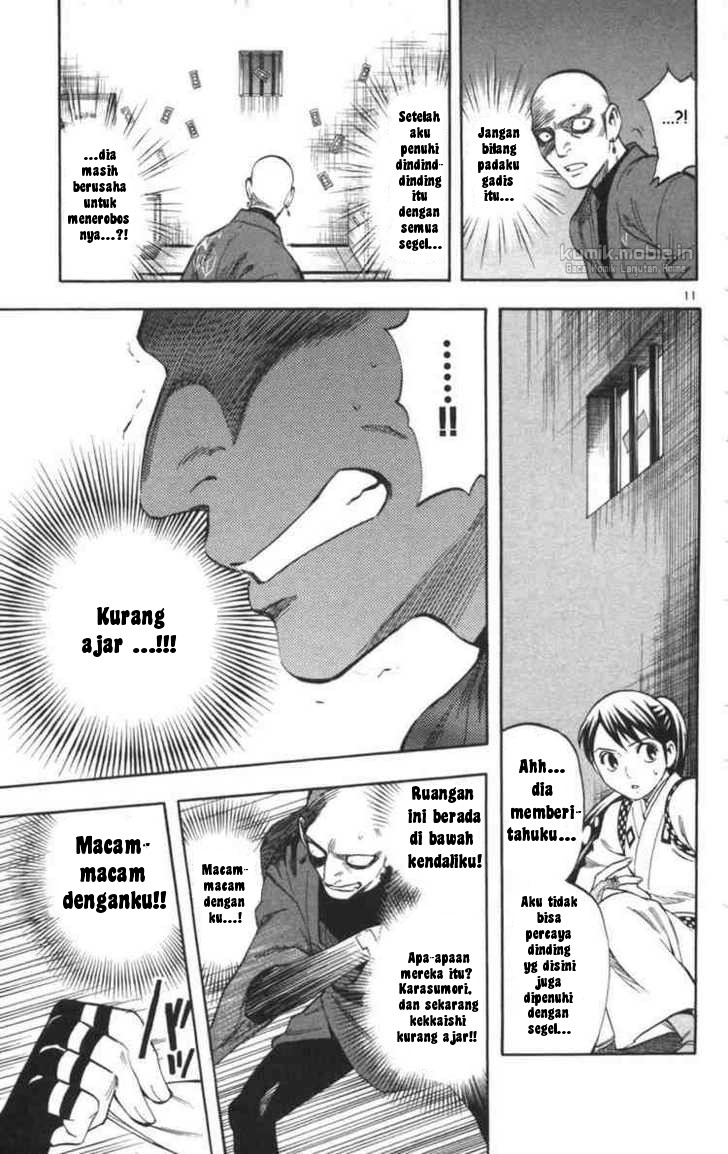 ...?!
Jangan
bilang
padaku
gadis
itu...
Setelah
aku
penuhi
dindind-
dinding
itu
dengan
semua
segel...
...dia
masih
berusaha
untuk
menerobos
nya...?!
kumik.mobie.in
Baca Komik Lanjutan Anime
11
Ahh...
dia
memberi-
tahuku...
Aku tidak
bisa
percaya
dinding
yg disini
juga
dipenuhi
dengan
segel...
......!!
Kurang
ajar ...!!!
Ruangan
ini berada
di bawah
kendaliku!
Apa-apaan
mereka itu?
Karasumori,
dan sekarang
kekkaishi
kurang ajar!!
Macam-
macam
dengan
ku...!
Macam-
macam
denganku!!